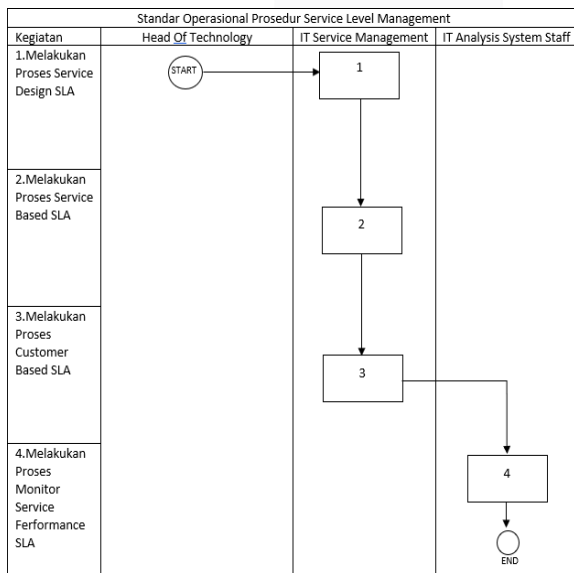 Standar Operasional Prosedur Service Level Management
Kegiatan
Head Of Technology
IT Service Management
IT Analysis System Staff
1.Melakukan
Proses Service
Design SLA
START
1
2.Melakukan
Proses Service
Based SLA
2
3.Melakukan
Proses
Customer
Based SLA
3
4.Melakukan
Proses
Monitor
Service
Ferformance
SLA
4
END